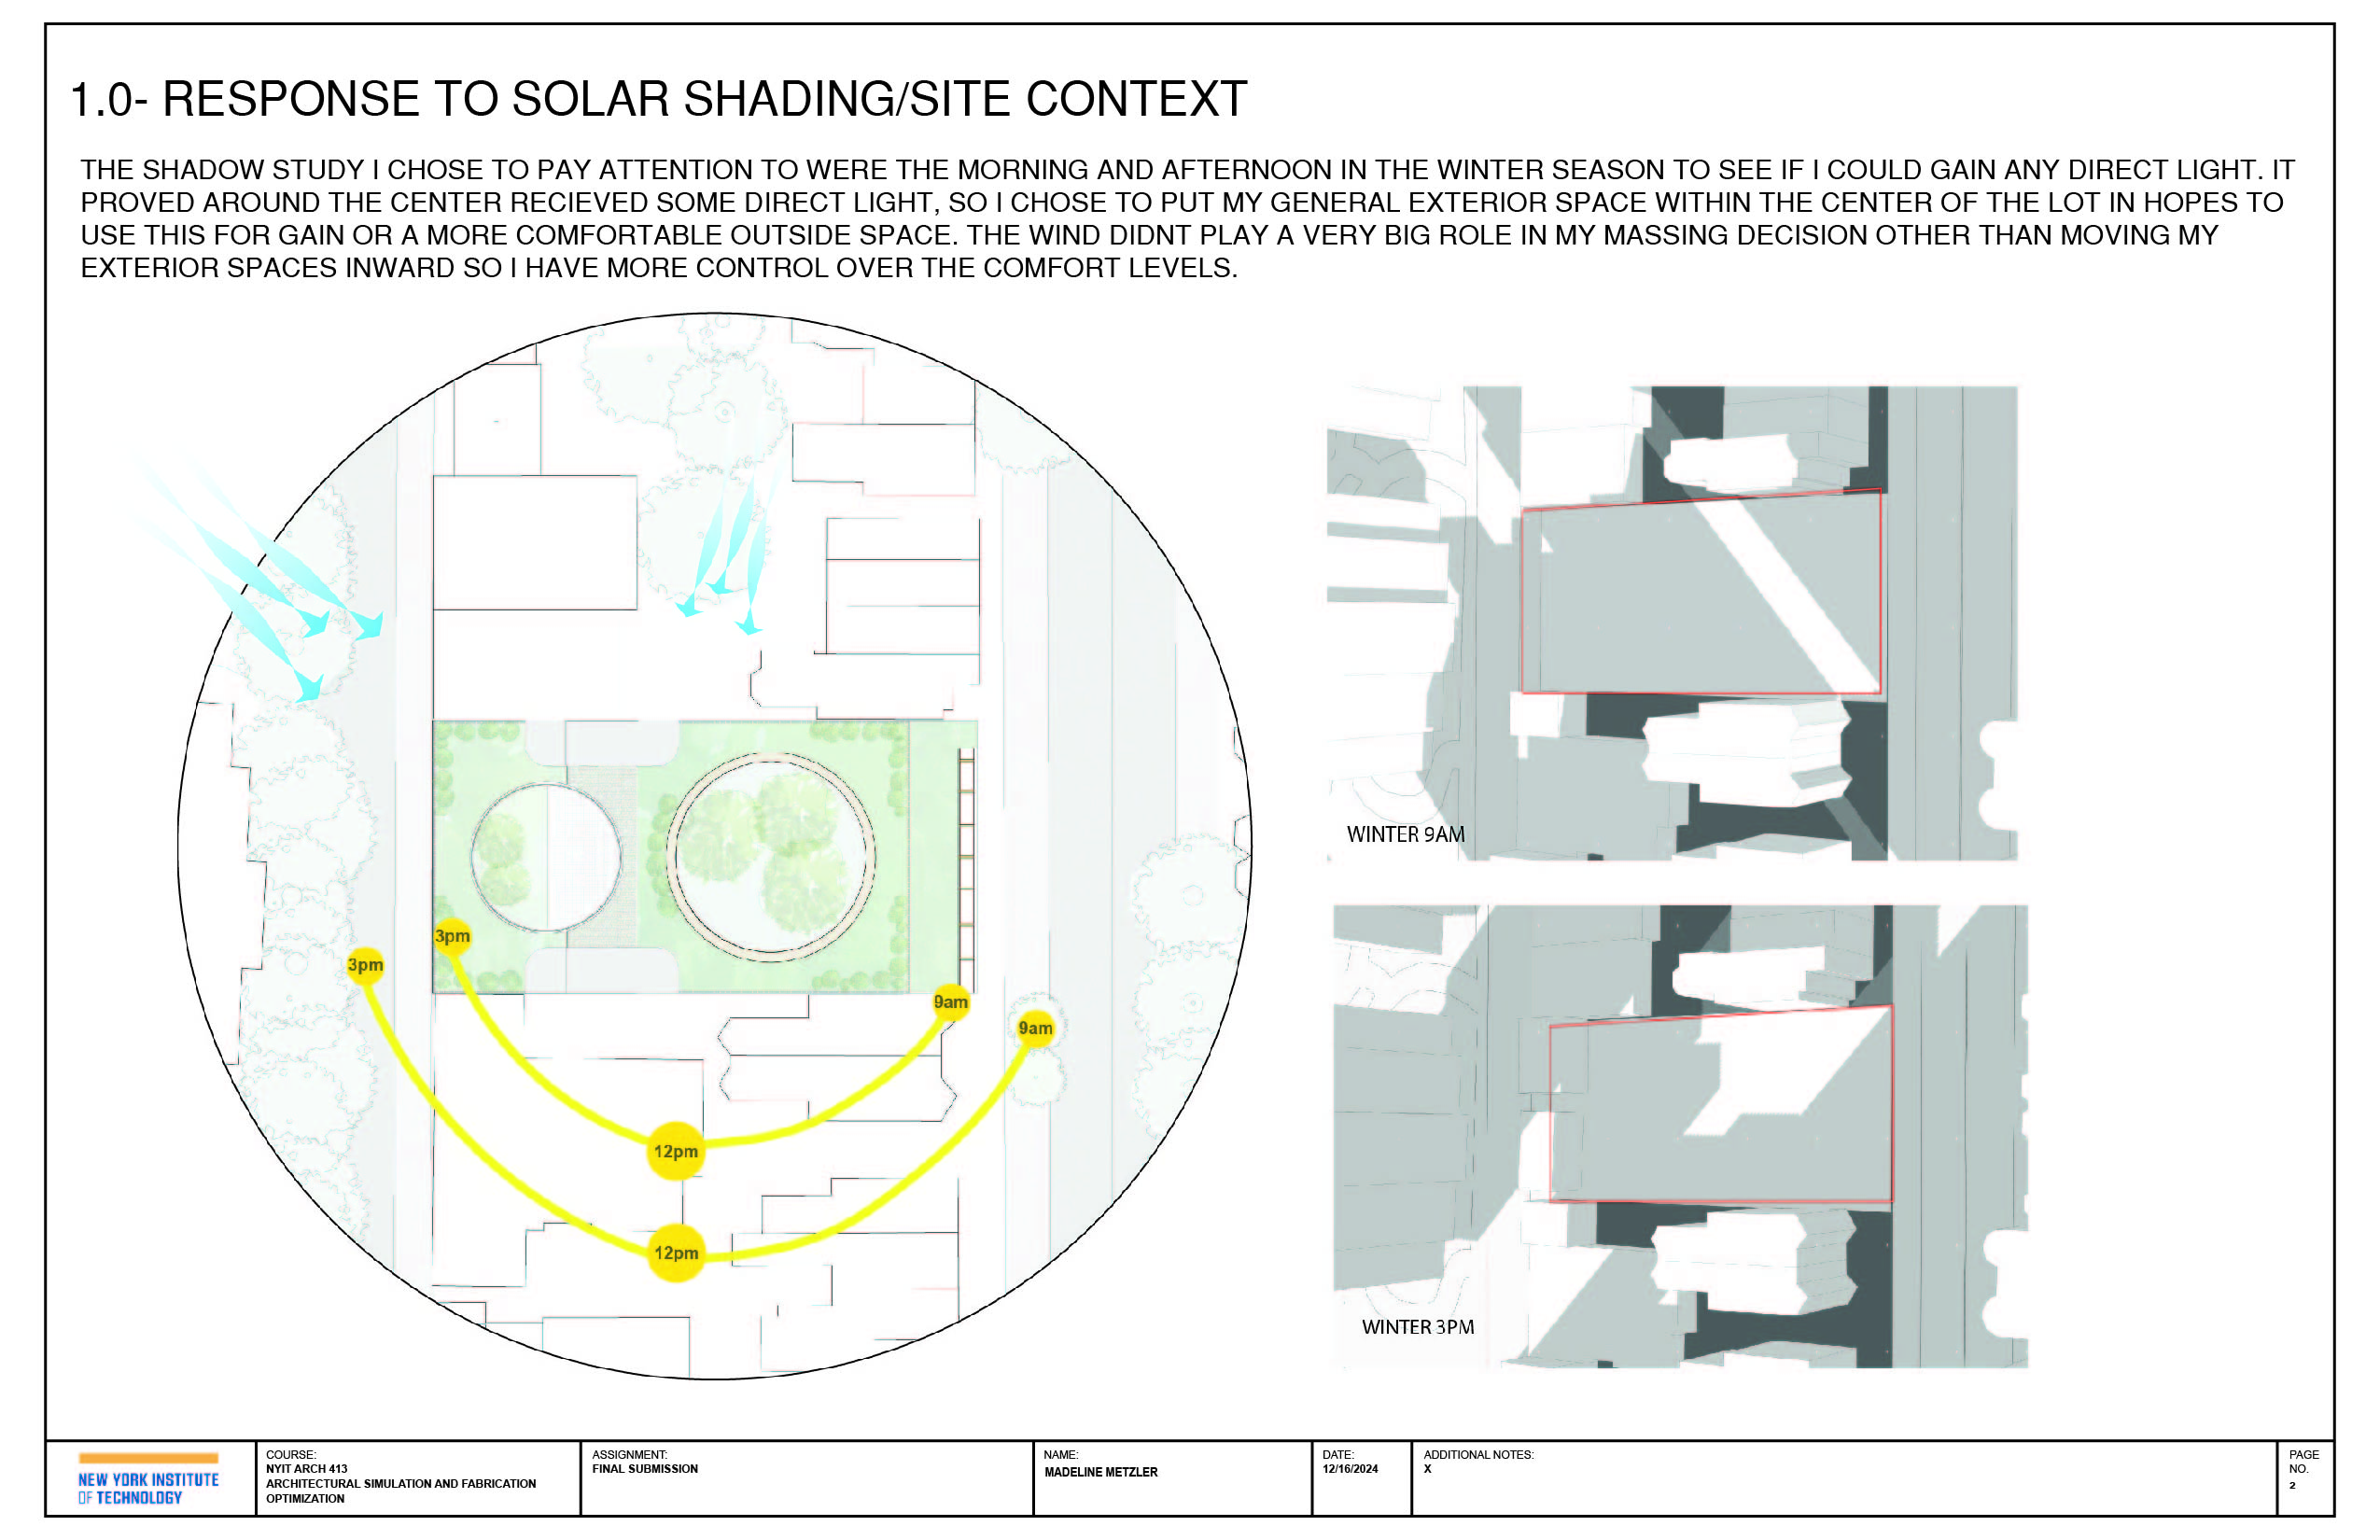 1.0- RESPONSE TO SOLAR SHADING/SITE CONTEXT
THE SHADOW STUDY I CHOSE TO PAY ATTENTION TO WERE THE MORNING AND AFTERNOON IN THE WINTER SEASON TO SEE IF I COULD GAIN ANY DIRECT LIGHT. IT
PROVED AROUND THE CENTER RECIEVED SOME DIRECT LIGHT, SO I CHOSE TO PUT MY GENERAL EXTERIOR SPACE WITHIN THE CENTER OF THE LOT IN HOPES TO
USE THIS FOR GAIN OR A MORE COMFORTABLE OUTSIDE SPACE. THE WIND DIDNT PLAY A VERY BIG ROLE IN MY MASSING DECISION OTHER THAN MOVING MY
EXTERIOR SPACES INWARD SO I HAVE MORE CONTROL OVER THE COMFORT LEVELS.
3pm
3pm
9am
9am
12pm
12pm
WINTER 9AM
WINTER 3PM
NEW YORK INSTITUTE
OF TECHNOLOGY
COURSE:
NYIT ARCH 413
ARCHITECTURAL SIMULATION AND FABRICATION
OPTIMIZATION
ASSIGNMENT:
FINAL SUBMISSION
NAME:
MADELINE METZLER
DATE:
12/16/2024
ADDITIONAL NOTES:
X
PAGE
NO.
2